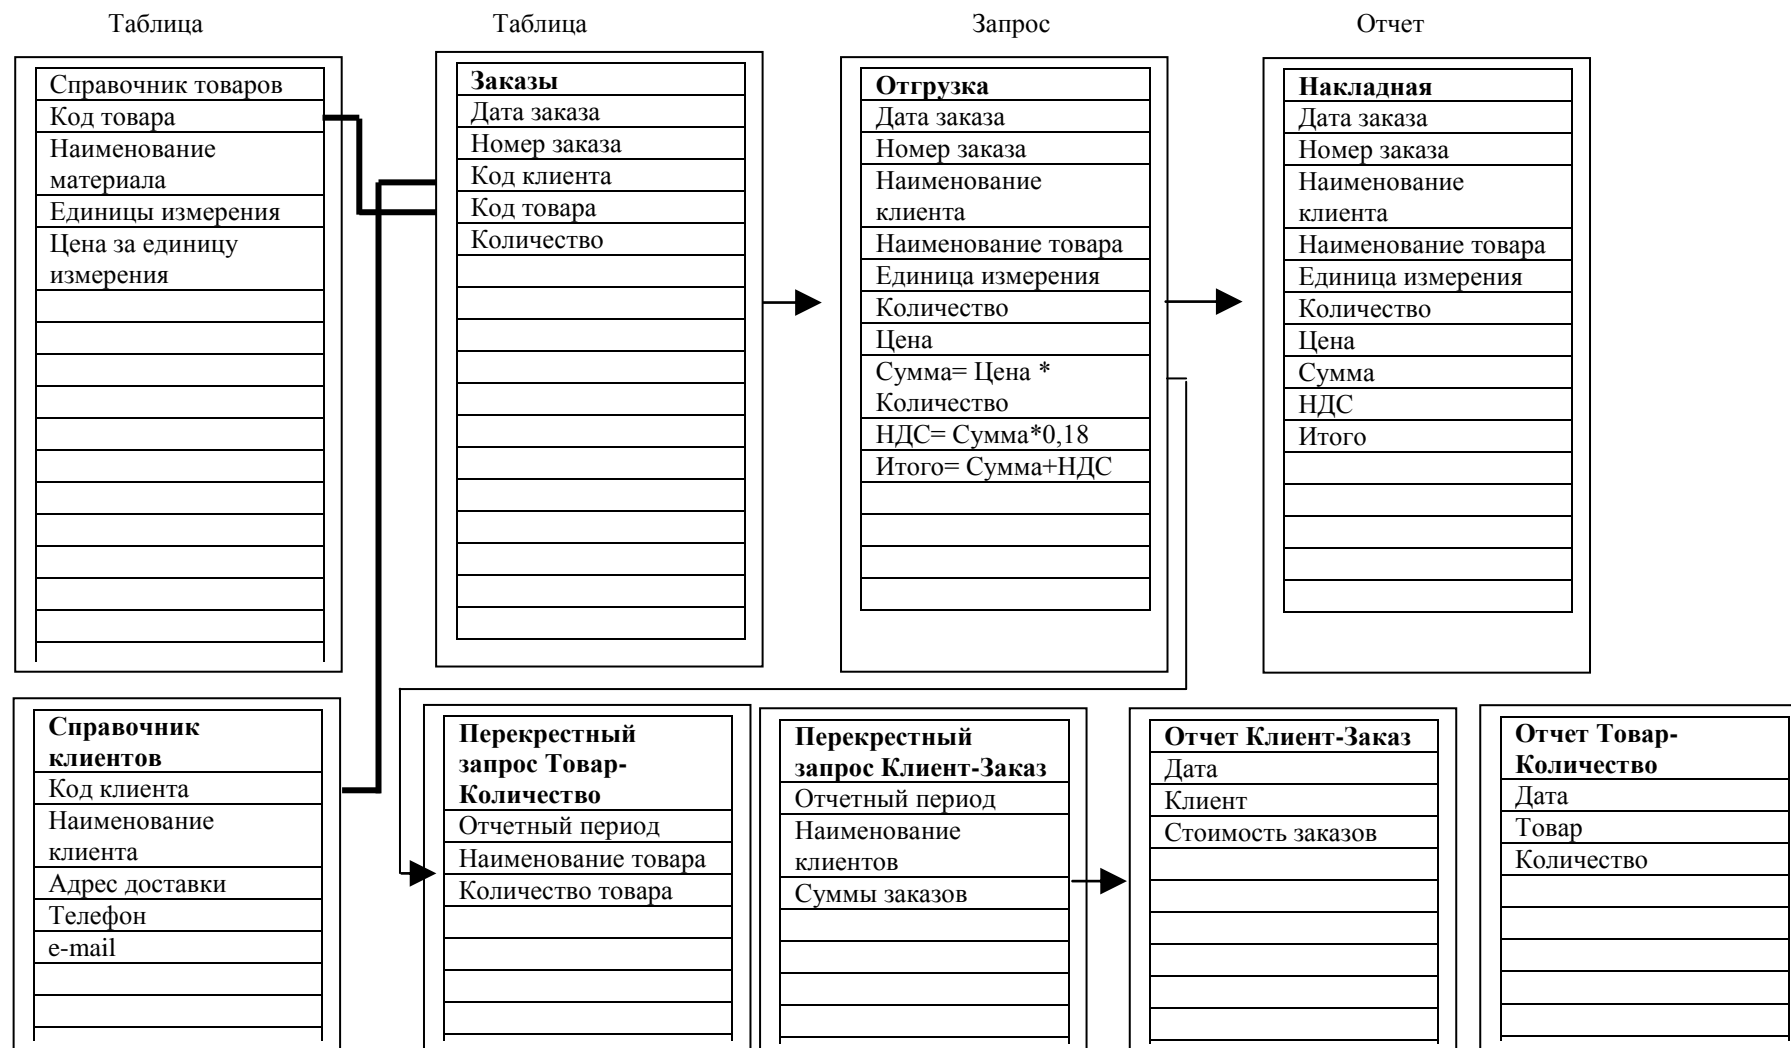 Таблица
Таблица
Запрос
Отчет
Справочник товаров
Код товара
Наименование
материала
Единицы измерения
Цена за единицу
измерения
Заказы
Дата заказа
Номер заказа
Код клиента
Код товара
Количество
Отгрузка
Дата заказа
Номер заказа
Наименование
клиента
Наименование товара
Единица измерения
Количество
Цена
Сумма= Цена *
Количество
НДС= Сумма*0,18
Итого= Сумма+НДС
Накладная
Дата заказа
Номер заказа
Наименование
клиента
Наименование товара
Единица измерения
Количество
Цена
Сумма
НДС
Итого
Справочник
клиентов
Код клиента
Наименование
клиента
Адрес доставки
Телефон
e-mail
Перекрестный
запрос Товар-
Количество
Отчетный период
Наименование товара
Количество товара
Перекрестный
запрос Клиент-Заказ
Отчетный период
Наименование
клиентов
Суммы заказов
Отчет Клиент-Заказ
Дата
Клиент
Стоимость заказов
Отчет Товар-
Количество
Дата
Товар
Количество